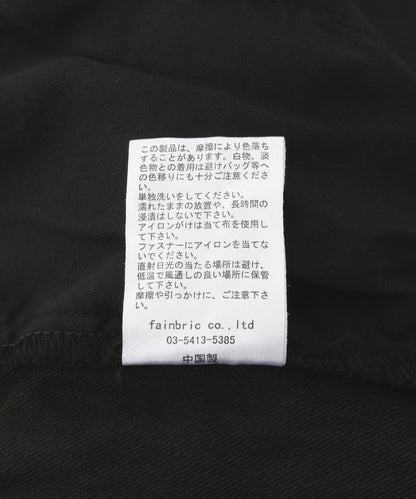 この製品は、摩擦により色落ち
することがあります。白物、淡
色物との着用は避けバッグ等へ
の色移りにも十分ご注意くださ
い。
単独洗いをしてください。
濡れたままの放置や、長時間の
浸漬はしないで下さい。
アイロンがけは当て布を使用し
て下さい。
ファスナーにアイロンを当てな
いでください。
直射日光の当たる場所は避け、
低温で風通しの良い場所に保管
して下さい。
摩擦や引っかけに、ご注意下さ
い。
fainbric co.,ltd
03-5413-5385
中国製